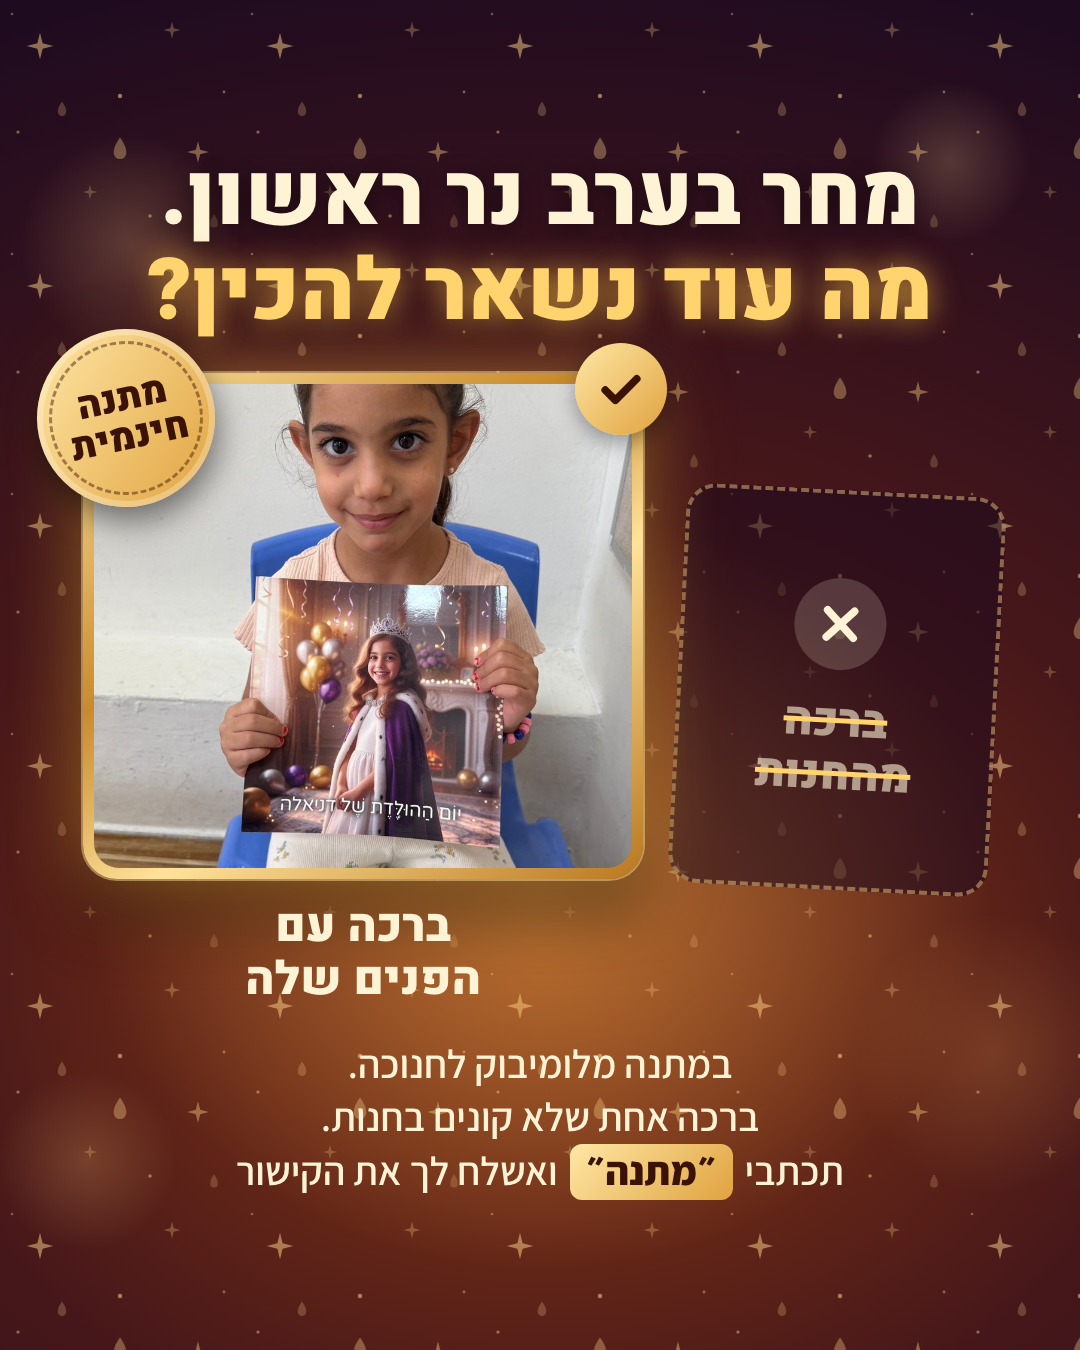 מחר בערב נר ראשון.
מה עוד נשאר להכין?
מתנה
חינמית
ברכה
מהחנות
יוֹם הַהוּלֶּדֶת שֶׁל דניאלה
ברכה עם
הפנים שלה
במתנה מלומיבוק לחנוכה.
ברכה אחת שלא קונים בחנות.
תכתבי ״מתנה״ ואשלח לך את הקישור